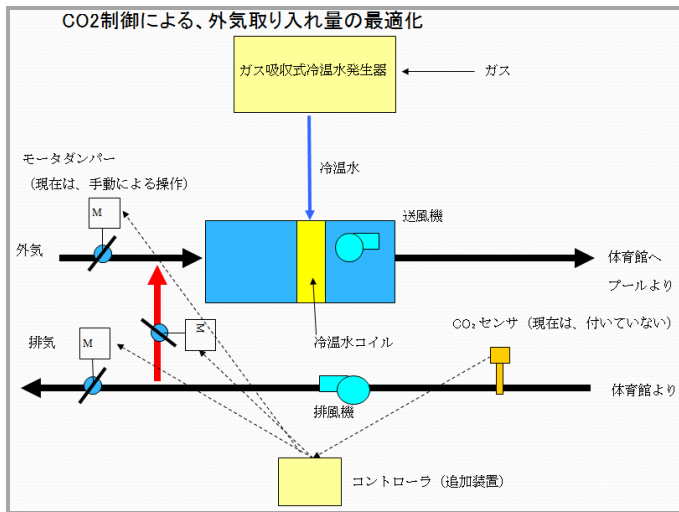 CO2制御による、外気取り入れ量の最適化
ガス吸収式冷温水発生器
ガス
モータダンパー
（現在は、手動による操作）
冷温水
M
送風機
外気
体育館へ
プールより
CO₂センサ（現在は、付いていない）
排気
M
M
冷温水コイル
体育館より
排風機
コントローラ（追加装置）